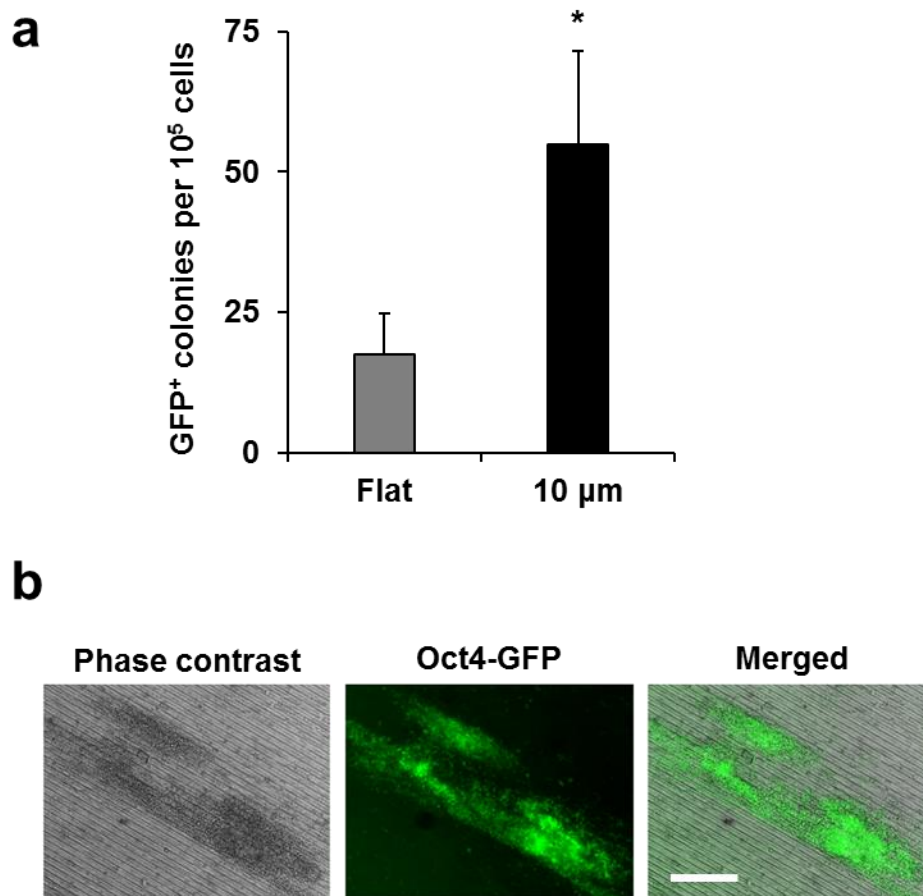 a
GFP⁺ colonies per 10⁵ cells
75
50
25
0
*
Flat 10 µm
b
Phase contrast Oct4-GFP Merged